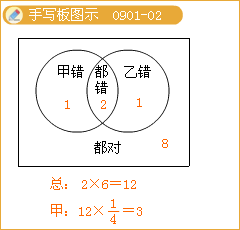 手写板图示 0901-02
甲错 都错 乙错
1 2 1
都对 8
总：2×6＝12
甲：12×1/4＝3